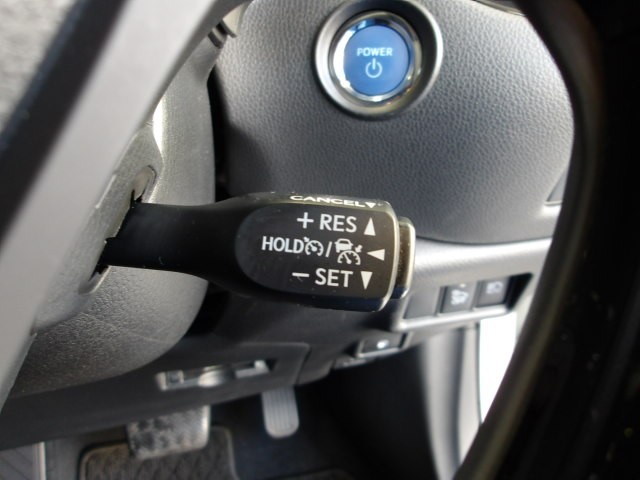 POWER
CANCEL▼
+ RES ▲
HOLD / ◄
− SET ▼